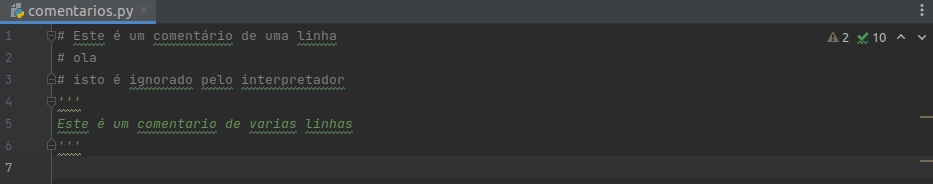 comentarios.py
1 # Este é um comentário de uma linha
2 # ola
3 # isto é ignorado pelo interpretador
4 '''
5 Este é um comentario de varias linhas
6 '''
7
2 10